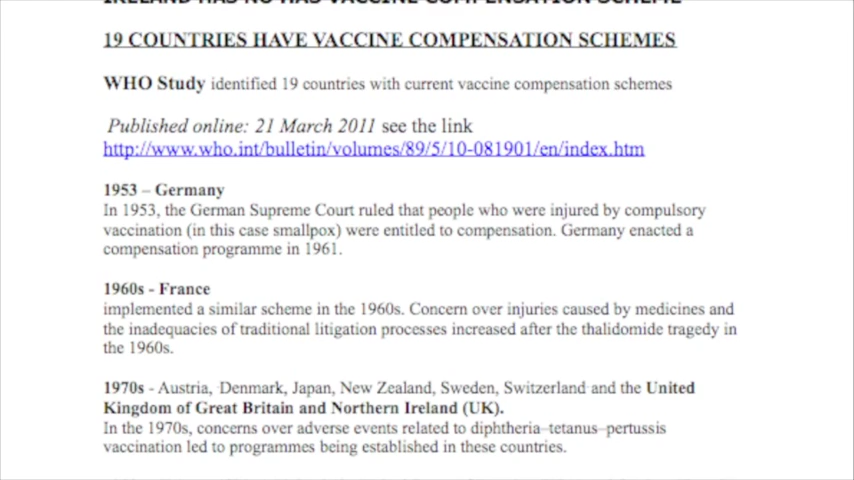 IRELAND HAS NO HAS VACCINE COMPENSATION SCHEME
19 COUNTRIES HAVE VACCINE COMPENSATION SCHEMES
WHO Study identified 19 countries with current vaccine compensation schemes
Published online: 21 March 2011 see the link
http://www.who.int/bulletin/volumes/89/5/10-081901/en/index.htm
1953 – Germany
In 1953, the German Supreme Court ruled that people who were injured by compulsory
vaccination (in this case smallpox) were entitled to compensation. Germany enacted a
compensation programme in 1961.
1960s - France
implemented a similar scheme in the 1960s. Concern over injuries caused by medicines and
the inadequacies of traditional litigation processes increased after the thalidomide tragedy in
the 1960s.
1970s - Austria, Denmark, Japan, New Zealand, Sweden, Switzerland and the United
Kingdom of Great Britain and Northern Ireland (UK).
In the 1970s, concerns over adverse events related to diphtheria–tetanus–pertussis
vaccination led to programmes being established in these countries.